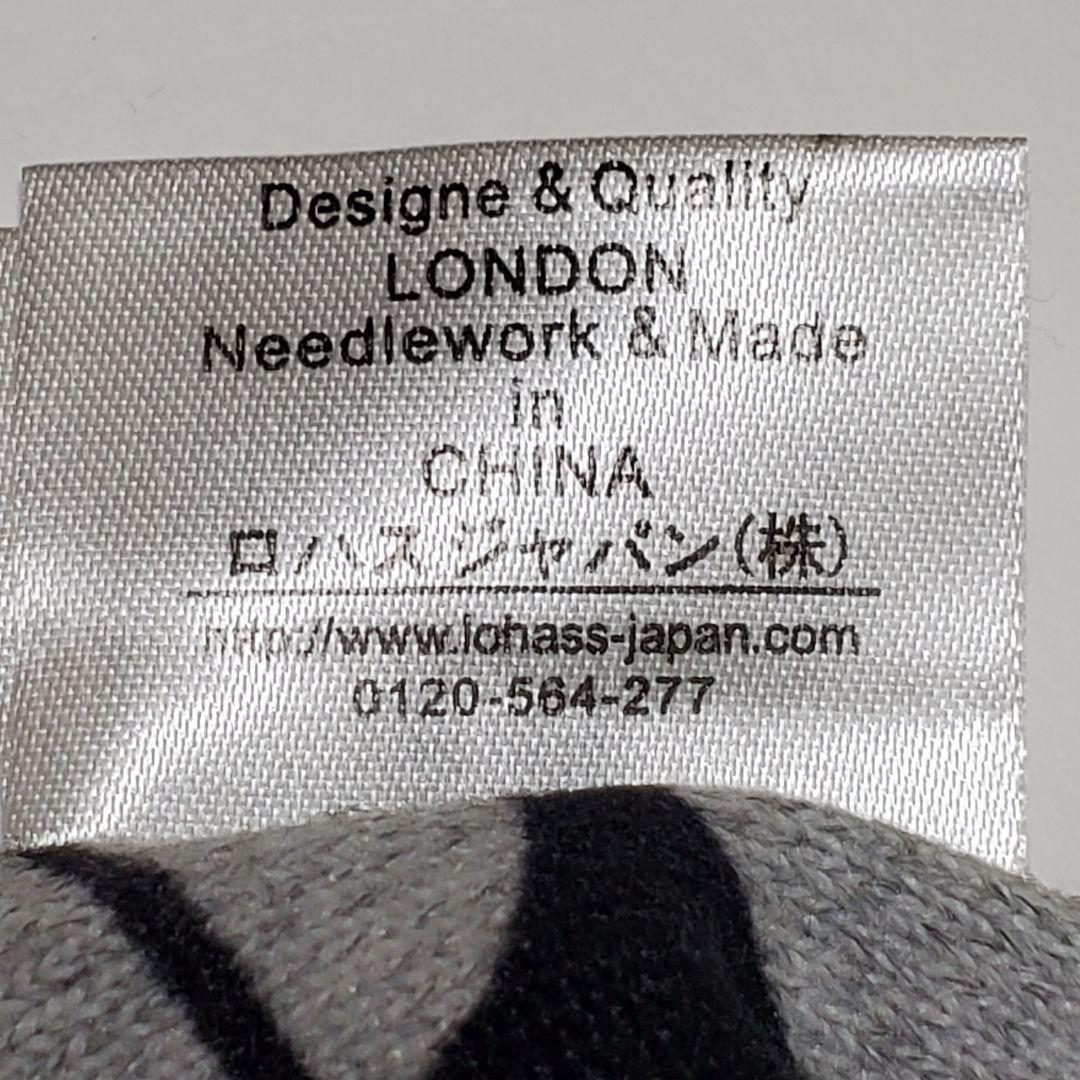 Designe & Quality
LONDON
Needlework & Made
in
CHINA
ロハス ジャパン(株)
http://www.lohass-japan.com
0120-564-277